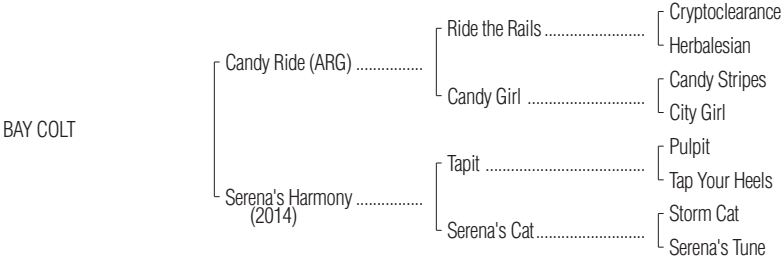 Cryptoclearance
Ride the Rails ........................
Herbalesian
Candy Ride (ARG) ................
Candy Stripes
Candy Girl ............................
City Girl
BAY COLT
Pulpit
Tapit ......................................
Tap Your Heels
Serena's Harmony ................
(2014)
Storm Cat
Serena's Cat..........................
Serena's Tune